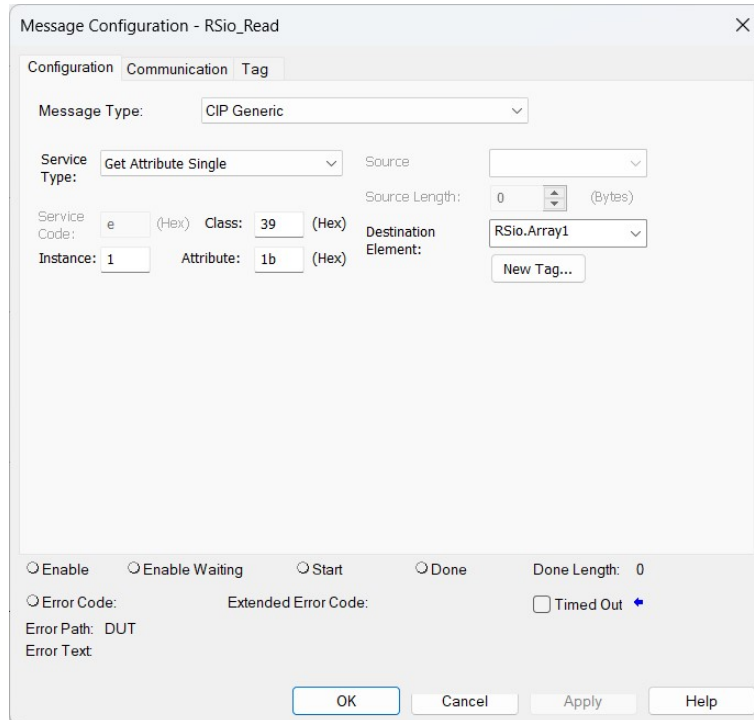 Message Configuration - RSio_Read
Configuration Communication Tag
Message Type: CIP Generic
Service Type: Get Attribute Single
Source
Source Length: 0 (Bytes)
Service Code: e (Hex) Class: 39 (Hex)
Destination Element: RSio.Array1
Instance: 1 Attribute: 1b (Hex)
New Tag...
Enable Enable Waiting Start Done Done Length: 0
Error Code: Extended Error Code: Timed Out
Error Path: DUT
Error Text:
OK Cancel Apply Help